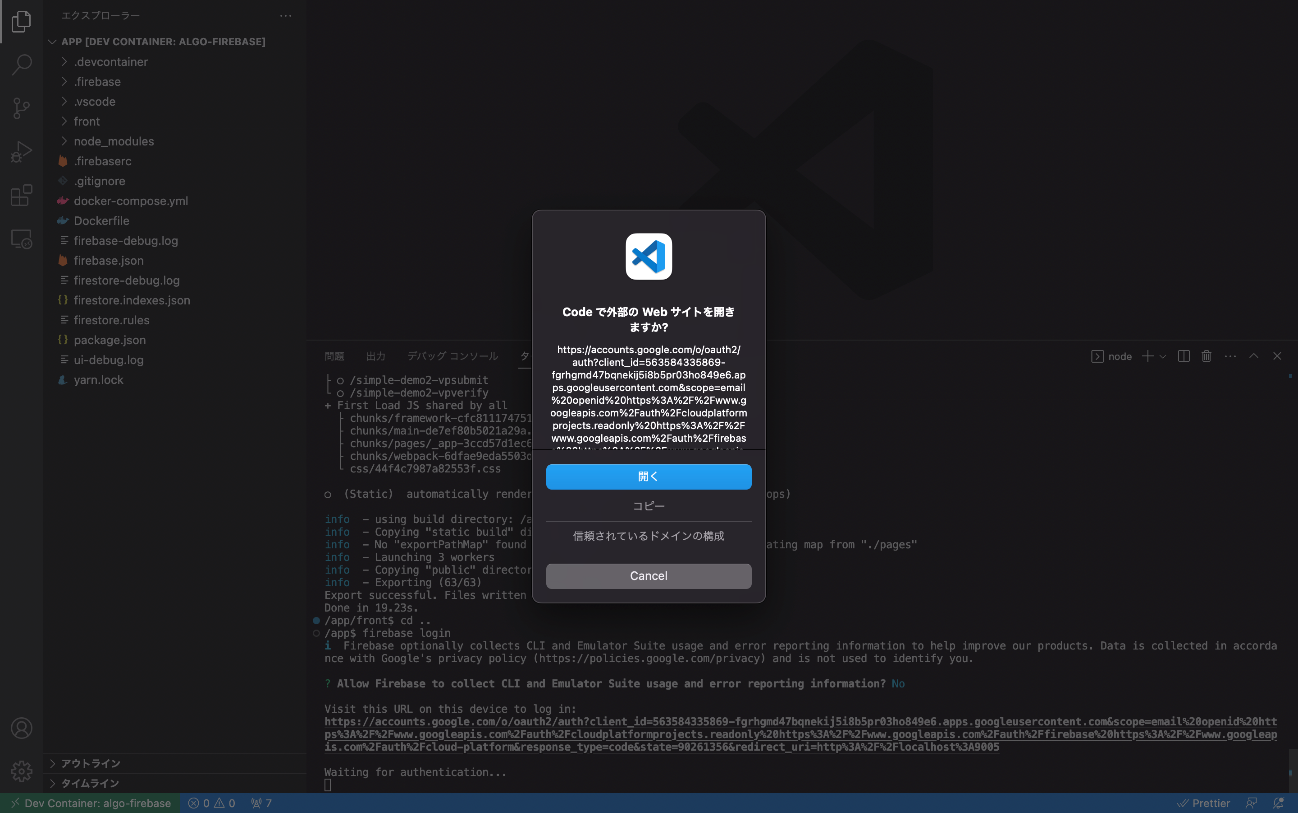 エクスプローラー
APP [DEV CONTAINER: ALGO-FIREBASE]
.devcontainer
.firebase
.vscode
front
node_modules
.firebaserc
.gitignore
docker-compose.yml
Dockerfile
firebase-debug.log
firebase.json
firestore-debug.log
firestore.indexes.json
firestore.rules
package.json
ui-debug.log
yarn.lock
アウトライン
タイムライン
Code で外部の Web サイトを開き
ますか?
https://accounts.google.com/o/oauth2/
auth?client_id=563584335869-
fgrhgmd47bqnekij5i8b5pr03ho849e6.ap
ps.googleusercontent.com&scope=email
%20openid%20https%3A%2F%2Fwww.g
oogleapis.com%2Fauth%2Fcloudplatform
projects.readonly%20https%3A%2F%2F
www.googleapis.com%2Fauth%2Ffirebas
開く
コピー
信頼されているドメインの構成
Cancel
問題 出力 デバッグ コンソール タ node
├ ○ /simple-demo2-vpsubmit
└ ○ /simple-demo2-vpverify
+ First Load JS shared by all
├ chunks/framework-cfc811174751
├ chunks/main-de7ef80b5021a29a.
├ chunks/pages/_app-3ccd57d1ec6
├ chunks/webpack-6dfae9eda5503c
└ css/44f4c7987a82553f.css
○ (Static) automatically render ops)
info - using build directory: /a
info - Copying "static build" di
info - No "exportPathMap" found ating map from "./pages"
info - Launching 3 workers
info - Copying "public" director
info - Exporting (63/63)
Export successful. Files written
Done in 19.23s.
/app/front$ cd ..
/app$ firebase login
i Firebase optionally collects CLI and Emulator Suite usage and error reporting information to help improve our products. Data is collected in accorda
nce with Google's privacy policy (https://policies.google.com/privacy) and is not used to identify you.
? Allow Firebase to collect CLI and Emulator Suite usage and error reporting information? No
Visit this URL on this device to log in:
https://accounts.google.com/o/oauth2/auth?client_id=563584335869-fgrhgmd47bqnekij5i8b5pr03ho849e6.apps.googleusercontent.com&scope=email%20openid%20htt
ps%3A%2F%2Fwww.googleapis.com%2Fauth%2Fcloudplatformprojects.readonly%20https%3A%2F%2Fwww.googleapis.com%2Fauth%2Ffirebase%20https%3A%2F%2Fwww.googleap
is.com%2Fauth%2Fcloud-platform&response_type=code&state=90261356&redirect_uri=http%3A%2F%2Flocalhost%3A9005
Waiting for authentication...
Dev Container: algo-firebase 0 0 7 Prettier